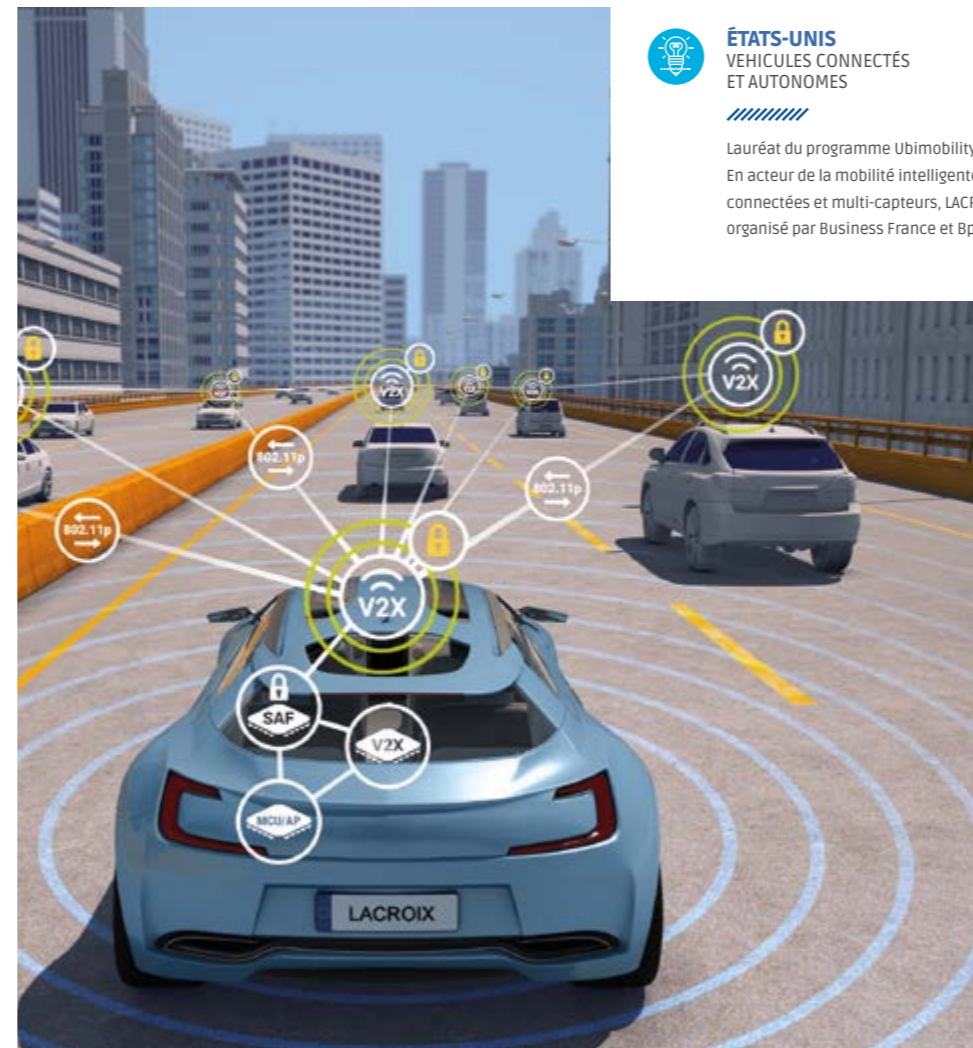 ÉTATS-UNIS
VEHICULES CONNECTÉS
ET AUTONOMES
Lauréat du programme Ubimobility
En acteur de la mobilité intelligente
connectées et multi-capteurs, LACR
organisé par Business France et Bp
V2X
V2X
V2X
802.11p
802.11p
802.11p
V2X
SAF
V2X
MCU/AP
LACROIX